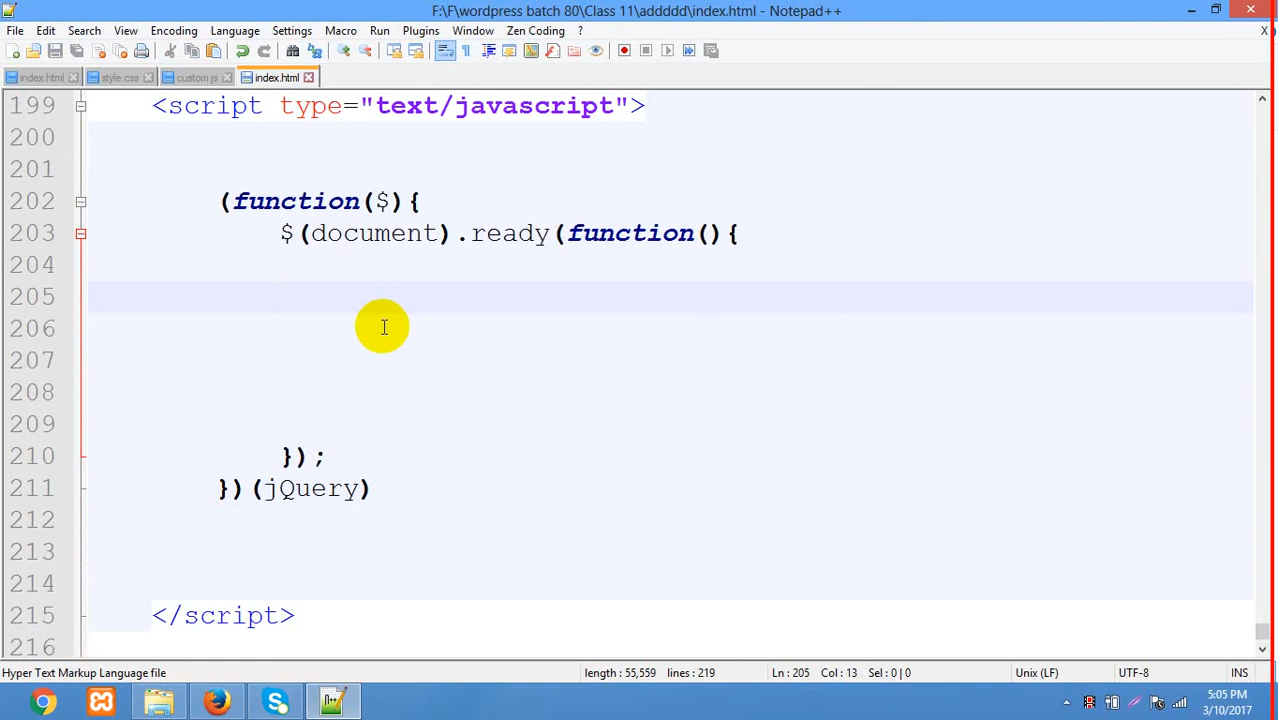 F:\F\wordpress batch 80\Class 11\addddd\index.html - Notepad++
File Edit Search View Encoding Language Settings Macro Run Plugins Window Zen Coding ? X
index.html style.css custom.js index.html
199 <script type="text/javascript">
200
201
202 (function($){
203 $(document).ready(function(){
204
205
206
207
208
209
210 });
211 })(jQuery)
212
213
214
215 </script>
216
Hyper Text Markup Language file length : 55,559 lines : 219 Ln : 205 Col : 13 Sel : 0 | 0 Unix (LF) UTF-8 INS
5:05 PM
3/10/2017